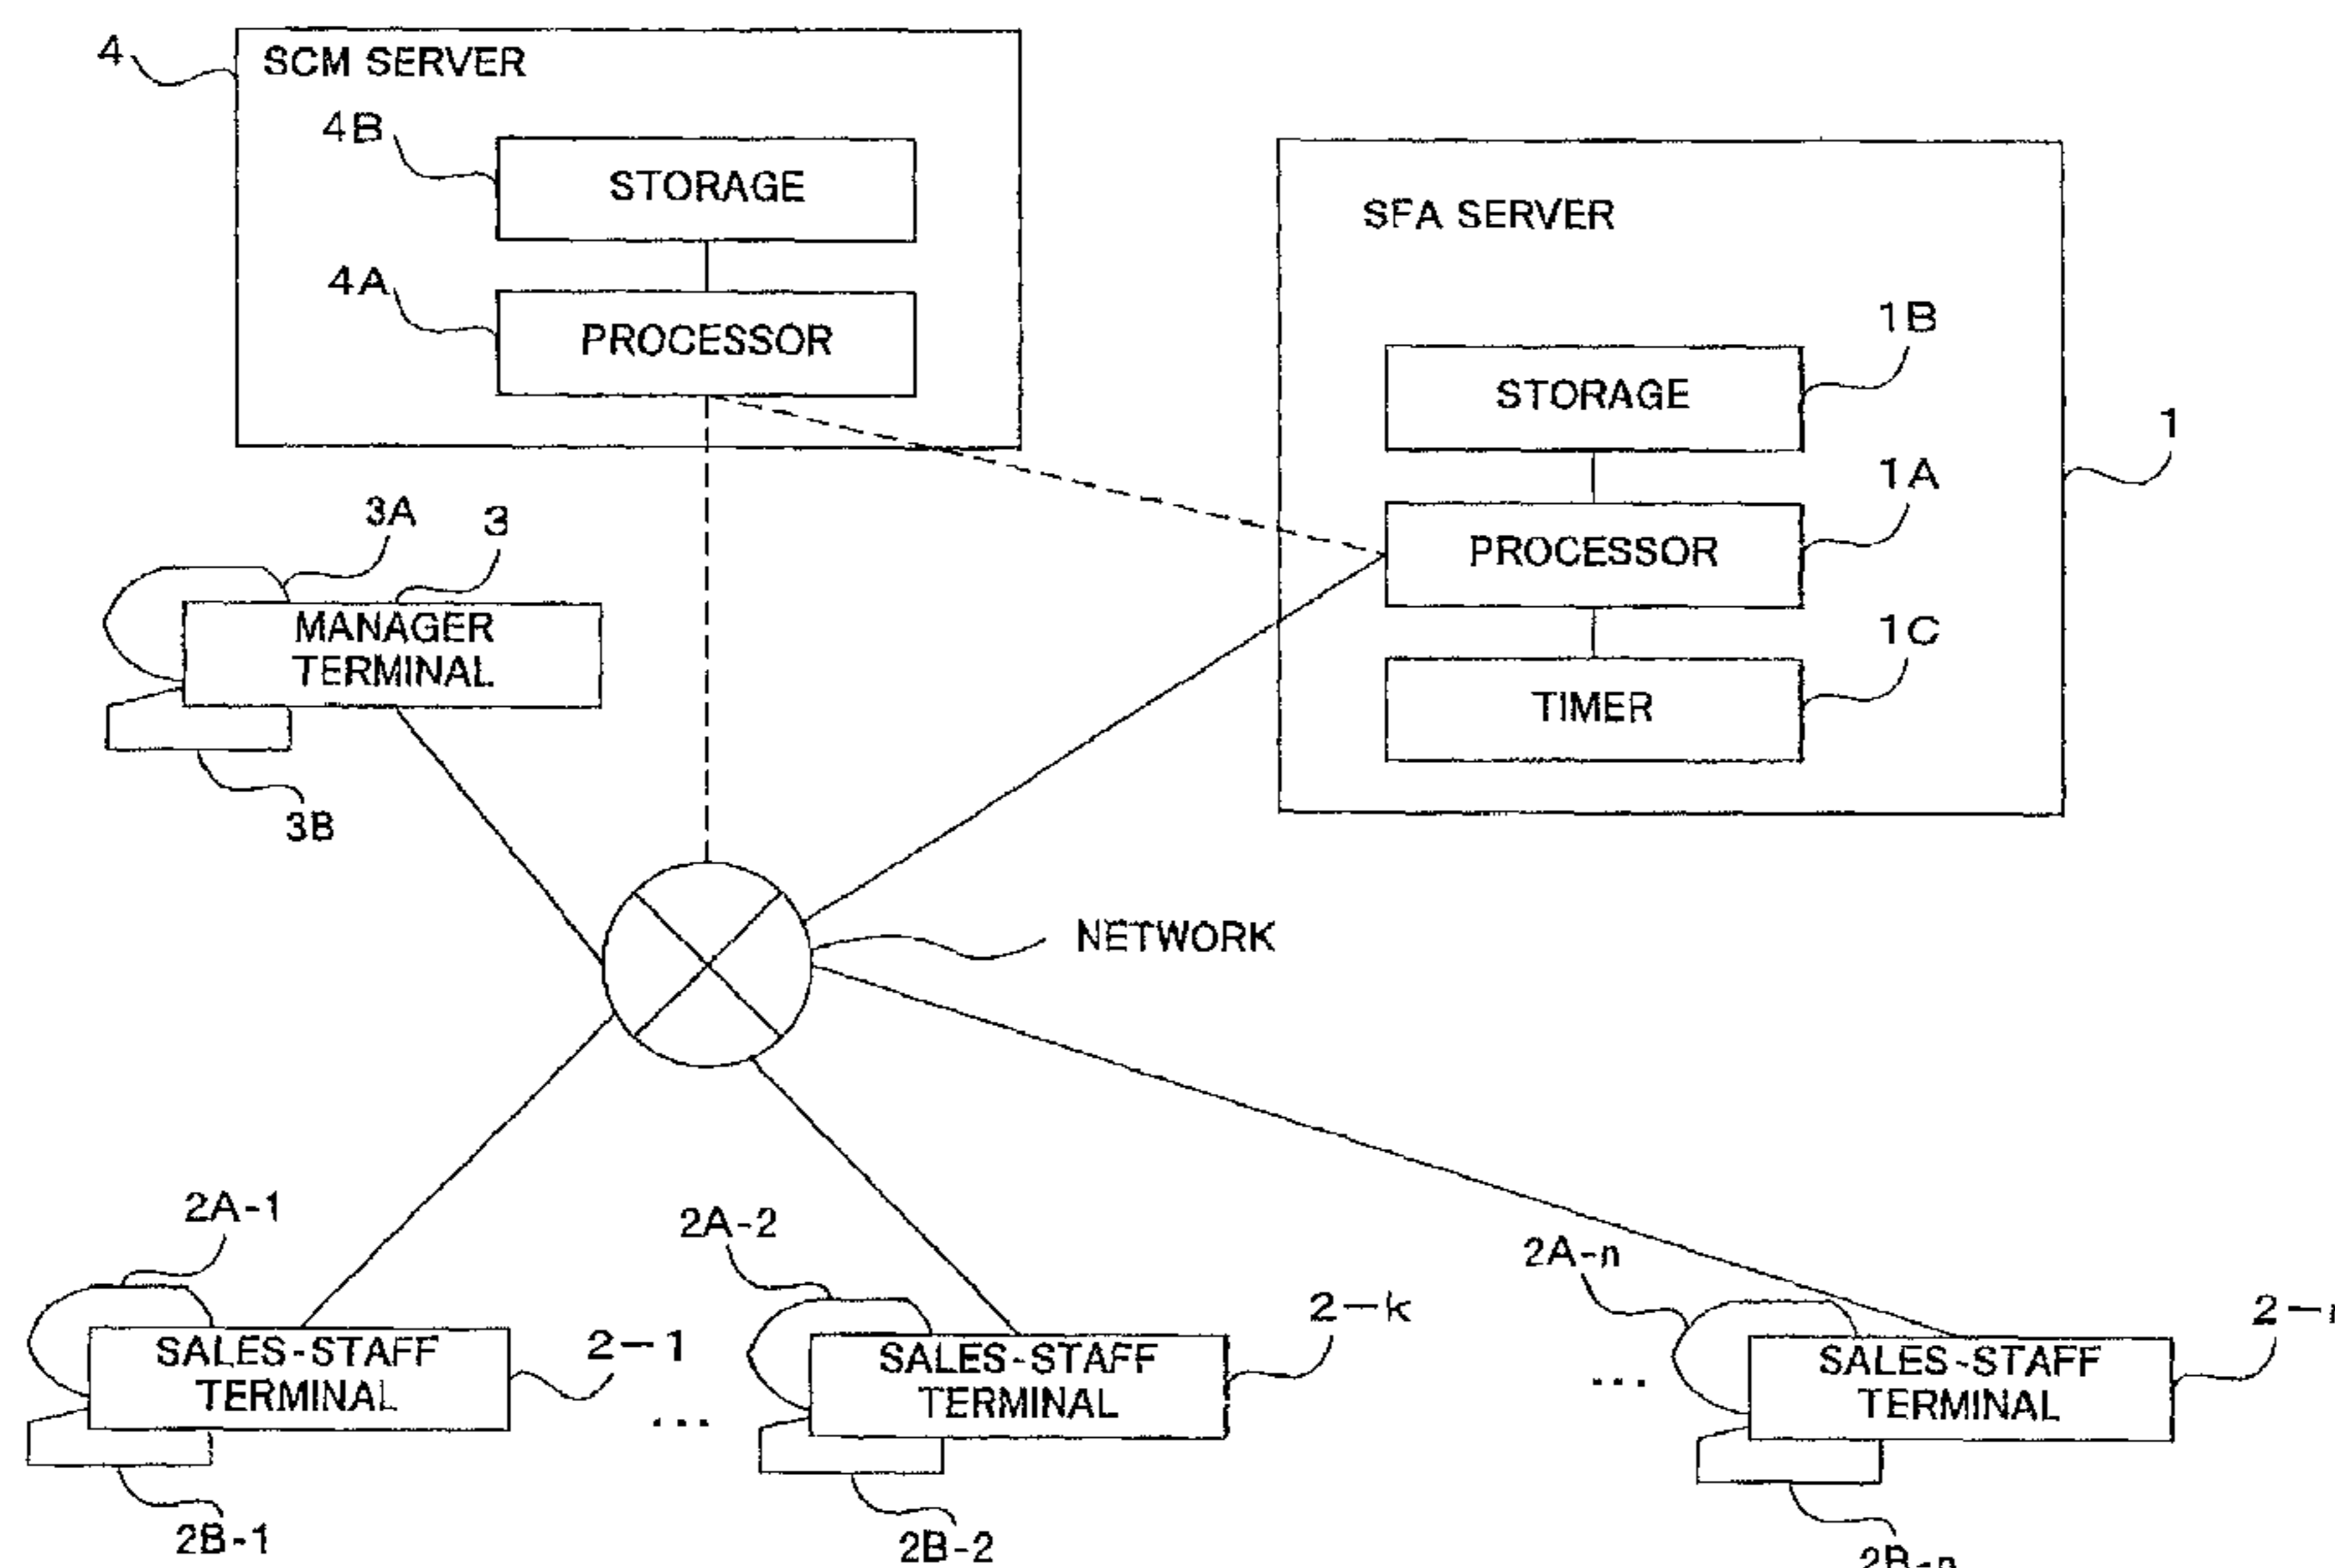 4
SCM SERVER
4B
STORAGE
4A
PROCESSOR
SFA SERVER
1B
STORAGE
1
1A
PROCESSOR
1C
TIMER
3A
3
MANAGER
TERMINAL
3B
NETWORK
2A-1
SALES-STAFF
TERMINAL
2-1
2B-1
...
2A-2
SALES-STAFF
TERMINAL
2-k
2B-2
...
2A-n
SALES-STAFF
TERMINAL
2-
2B-n